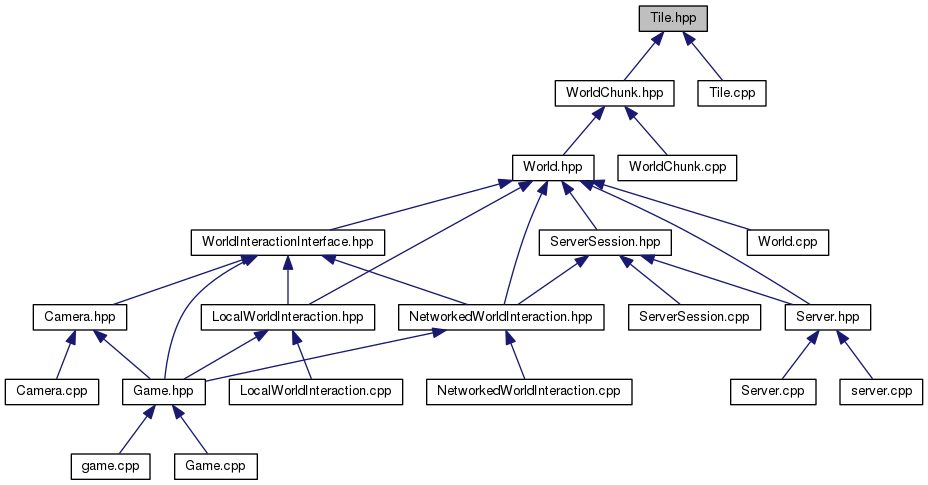 Tile.hpp
WorldChunk.hpp
Tile.cpp
World.hpp
WorldChunk.cpp
WorldInteractionInterface.hpp
ServerSession.hpp
World.cpp
Camera.hpp
LocalWorldInteraction.hpp
NetworkedWorldInteraction.hpp
ServerSession.cpp
Server.hpp
Camera.cpp
Game.hpp
LocalWorldInteraction.cpp
NetworkedWorldInteraction.cpp
Server.cpp
server.cpp
game.cpp
Game.cpp